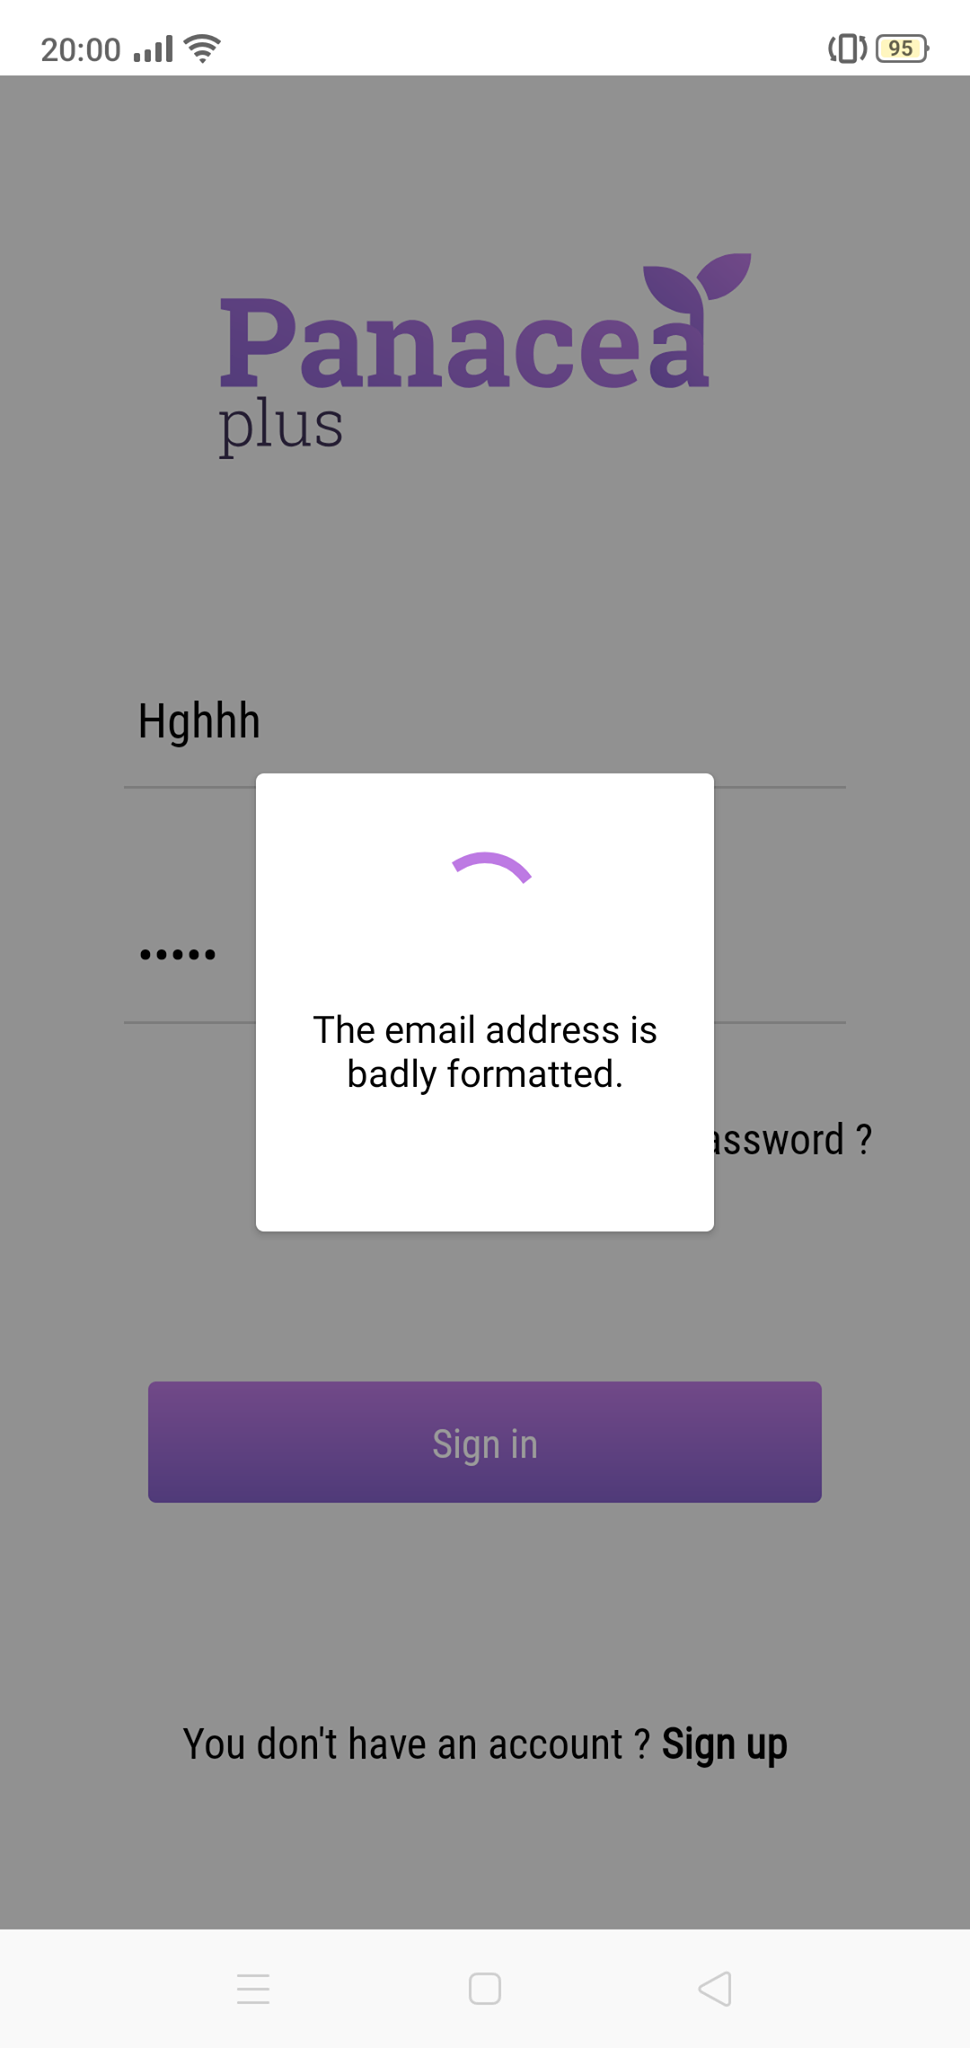 20:00
95
Panacea
plus
Hghhh
•••••
The email address is
badly formatted.
assword ?
Sign in
You don't have an account ? Sign up